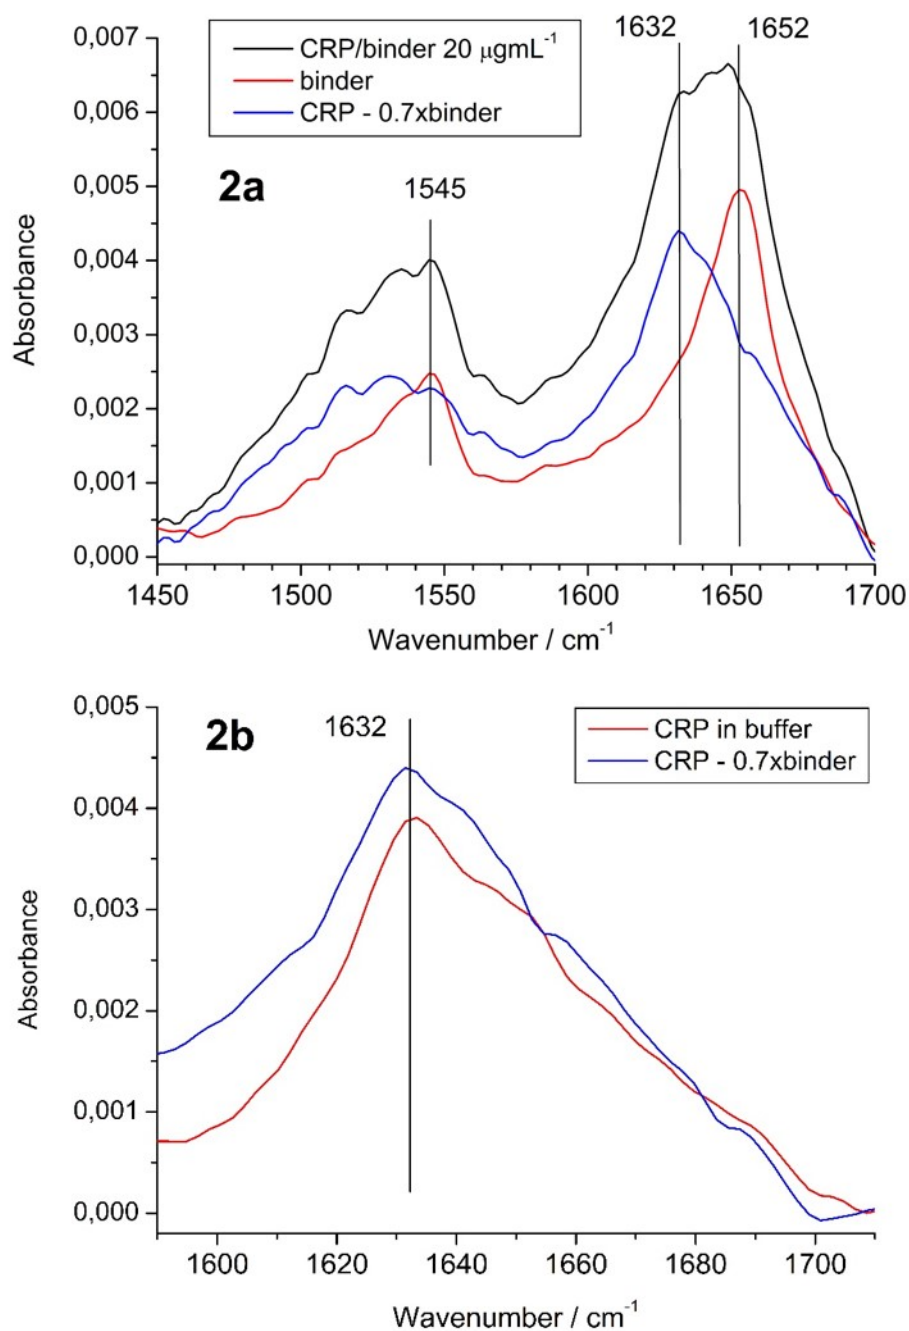 1632 1652
0,007
CRP/binder 20 µgmL⁻¹
binder
CRP - 0.7xbinder
0,006
2a
1545
0,005
0,004
0,003
0,002
0,001
0,000
Absorbance
1450 1500 1550 1600 1650 1700
Wavenumber / cm⁻¹
0,005
2b
1632
CRP in buffer
CRP - 0.7xbinder
0,004
0,003
0,002
0,001
0,000
Absorbance
1600 1620 1640 1660 1680 1700
Wavenumber / cm⁻¹